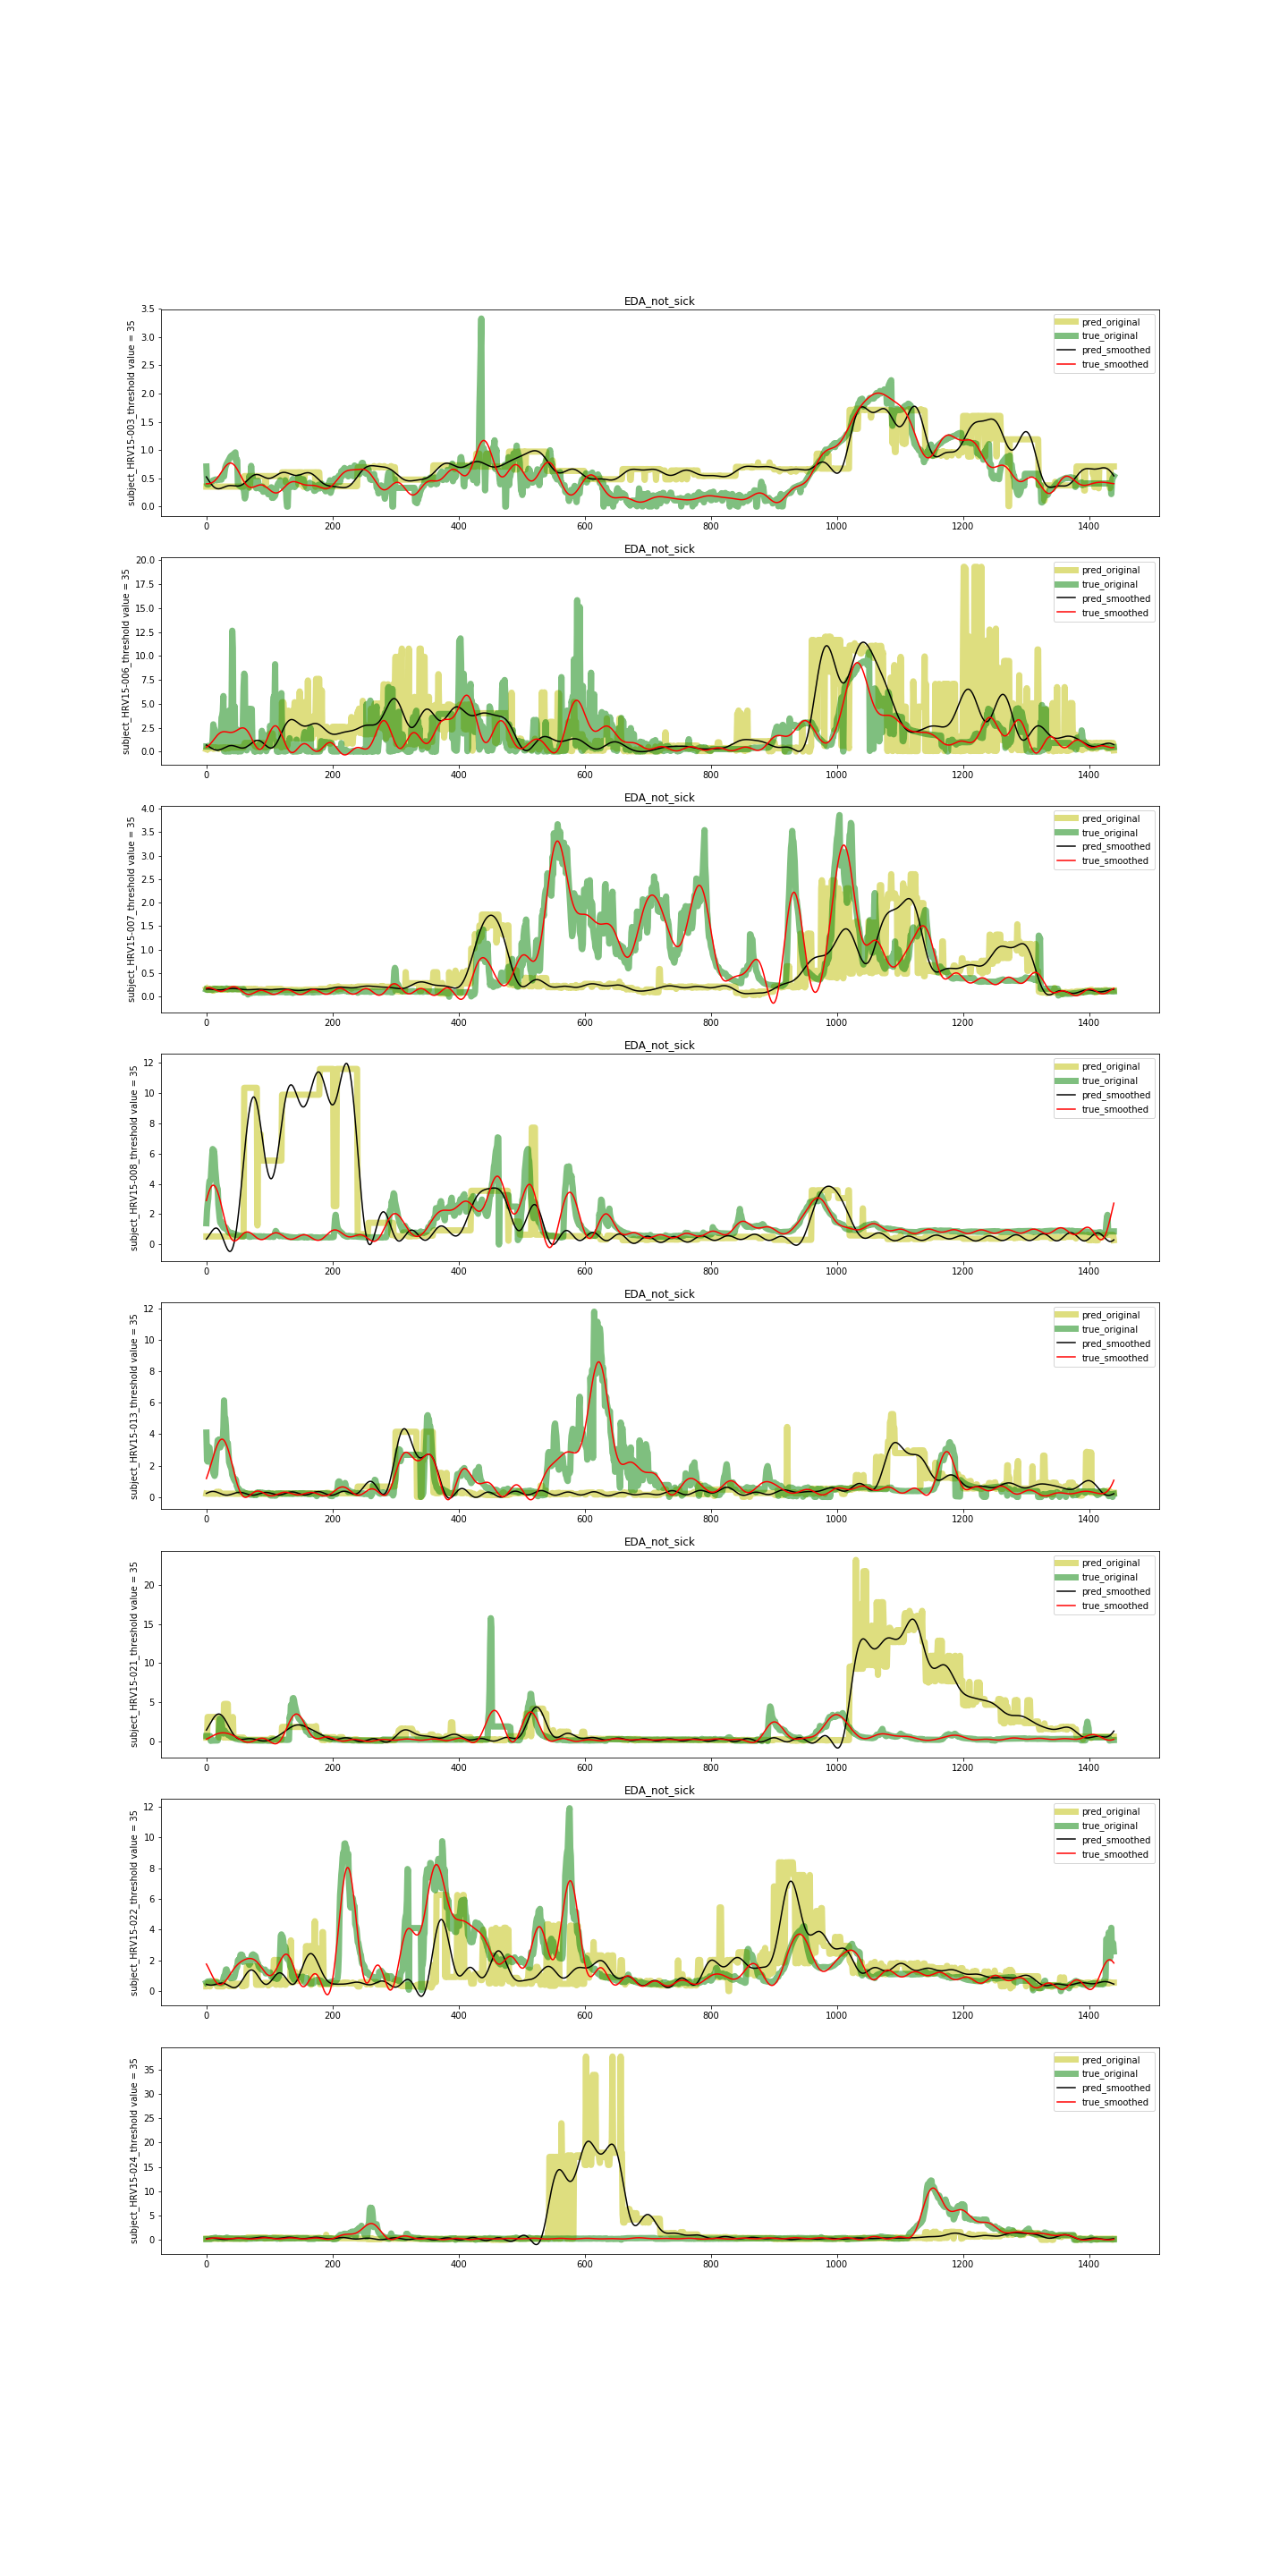 EDA_not_sick
subject_HRV15-003_threshold value = 35
3.5
3.0
2.5
2.0
1.5
1.0
0.5
0.0
pred_original
true_original
pred_smoothed
true_smoothed
0 200 400 600 800 1000 1200 1400
EDA_not_sick
subject_HRV15-006_threshold value = 35
20.0
17.5
15.0
12.5
10.0
7.5
5.0
2.5
0.0
pred_original
true_original
pred_smoothed
true_smoothed
0 200 400 600 800 1000 1200 1400
EDA_not_sick
subject_HRV15-007_threshold value = 35
4.0
3.5
3.0
2.5
2.0
1.5
1.0
0.5
0.0
pred_original
true_original
pred_smoothed
true_smoothed
0 200 400 600 800 1000 1200 1400
EDA_not_sick
subject_HRV15-008_threshold value = 35
12
10
8
6
4
2
0
pred_original
true_original
pred_smoothed
true_smoothed
0 200 400 600 800 1000 1200 1400
EDA_not_sick
subject_HRV15-013_threshold value = 35
12
10
8
6
4
2
0
pred_original
true_original
pred_smoothed
true_smoothed
0 200 400 600 800 1000 1200 1400
EDA_not_sick
subject_HRV15-021_threshold value = 35
20
15
10
5
0
pred_original
true_original
pred_smoothed
true_smoothed
0 200 400 600 800 1000 1200 1400
EDA_not_sick
subject_HRV15-022_threshold value = 35
12
10
8
6
4
2
0
pred_original
true_original
pred_smoothed
true_smoothed
0 200 400 600 800 1000 1200 1400
subject_HRV15-024_threshold value = 35
35
30
25
20
15
10
5
0
pred_original
true_original
pred_smoothed
true_smoothed
0 200 400 600 800 1000 1200 1400